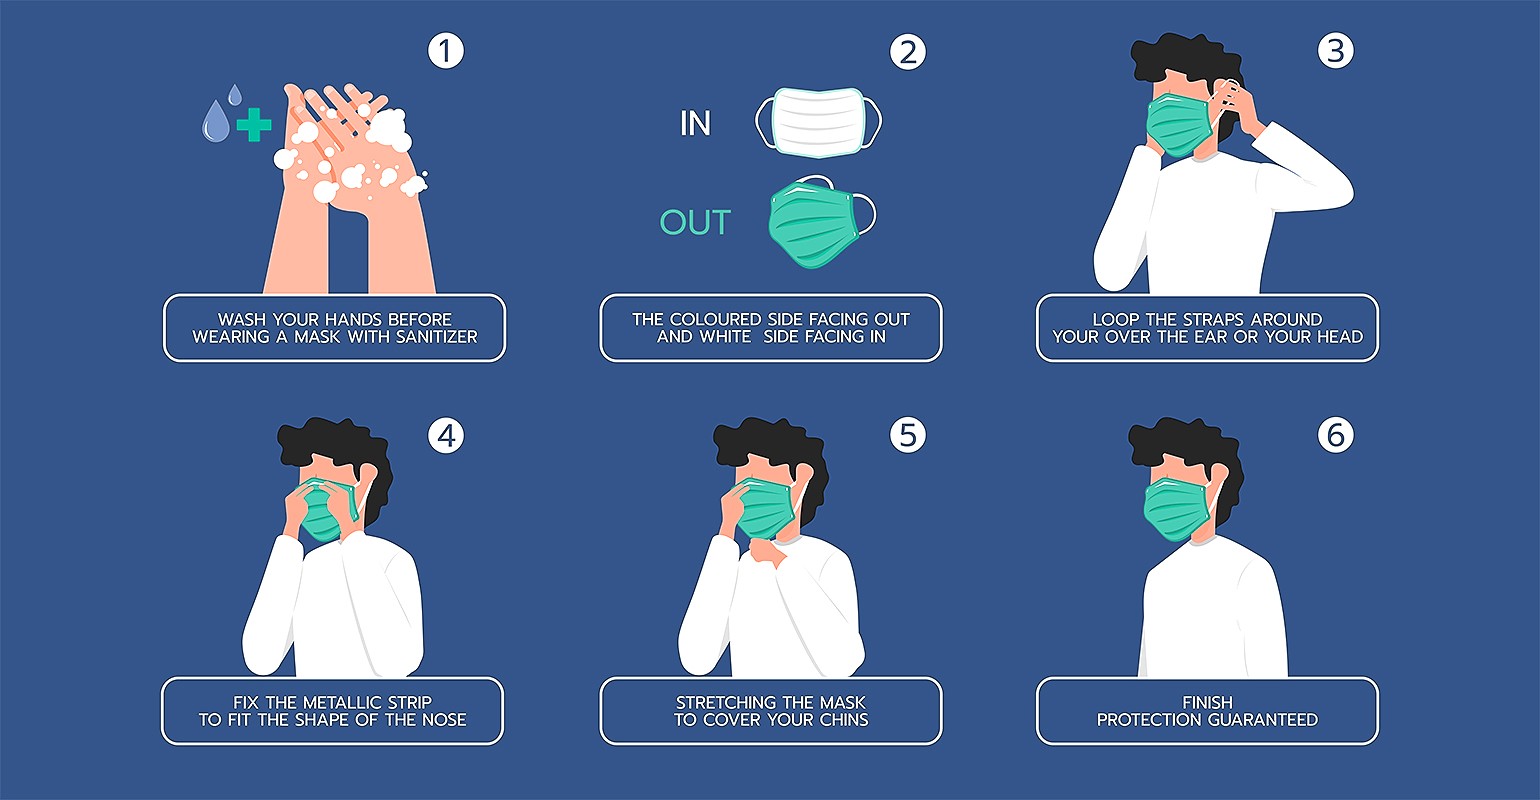 1
WASH YOUR HANDS BEFORE
WEARING A MASK WITH SANITIZER
2
IN
OUT
THE COLOURED SIDE FACING OUT
AND WHITE SIDE FACING IN
3
LOOP THE STRAPS AROUND
YOUR OVER THE EAR OR YOUR HEAD
4
FIX THE METALLIC STRIP
TO FIT THE SHAPE OF THE NOSE
5
STRETCHING THE MASK
TO COVER YOUR CHINS
6
FINISH
PROTECTION GUARANTEED